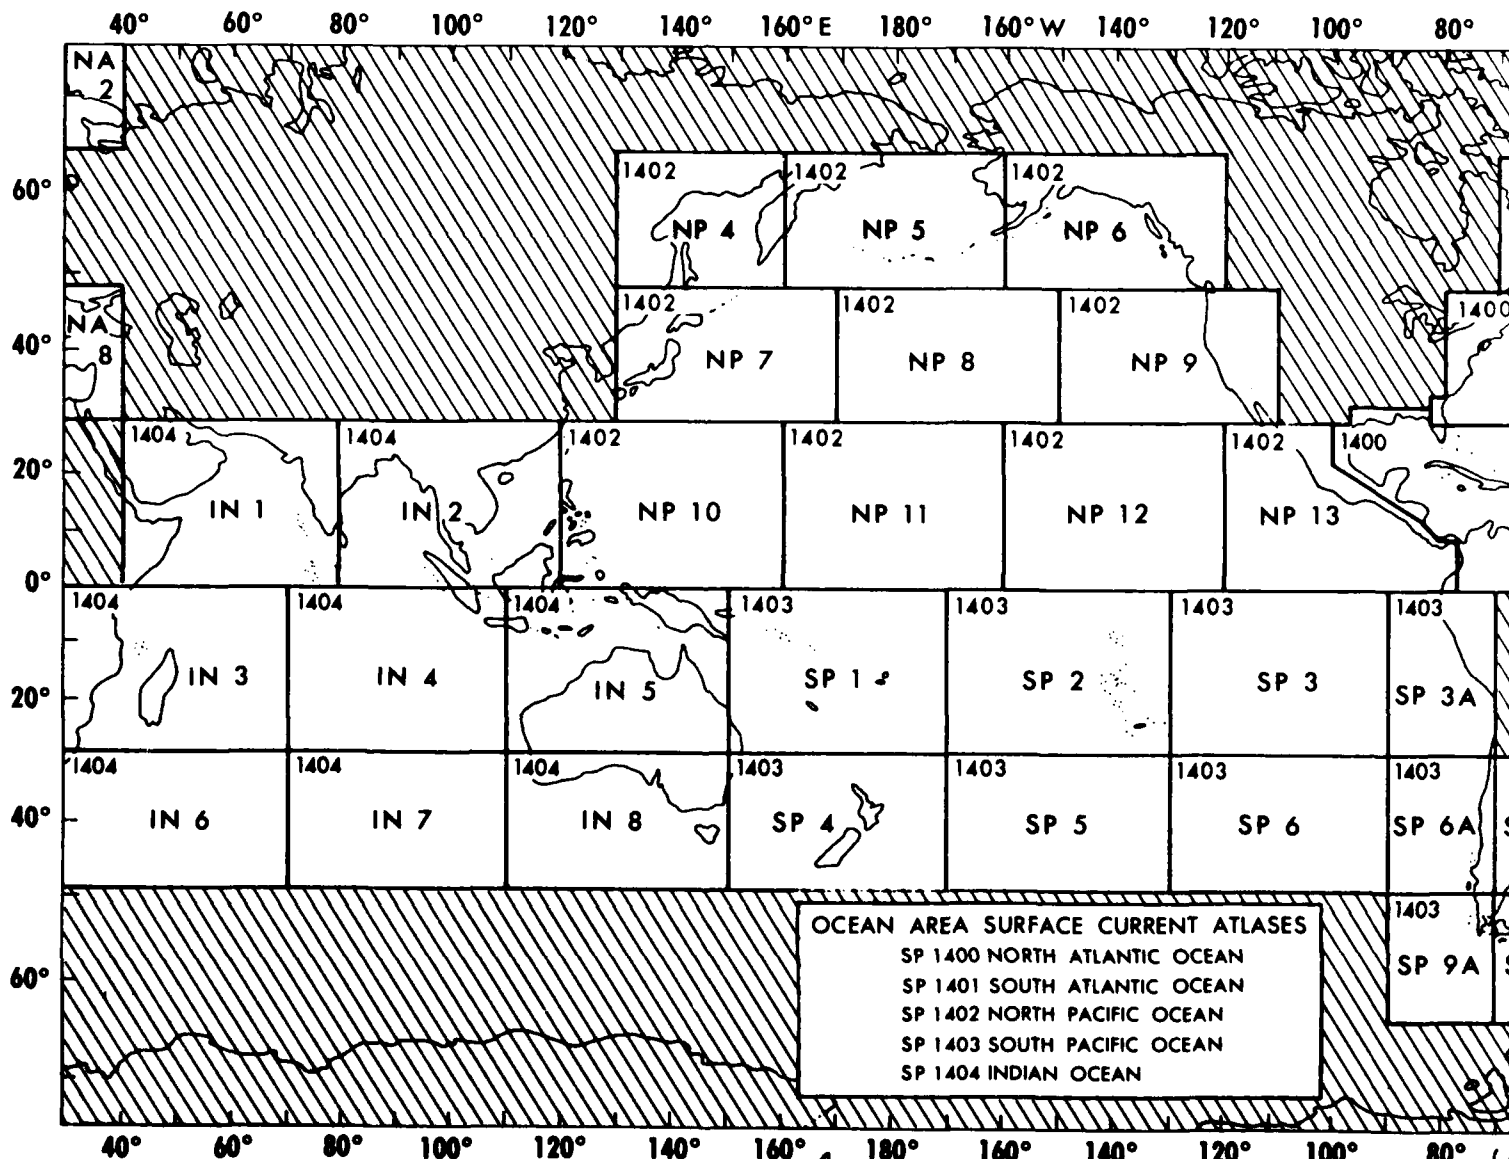 40° 60° 80° 100° 120° 140° 160° E 180° 160° W 140° 120° 100° 80°
NA
2
60°
1402 1402 1402
NP 4 NP 5 NP 6
1402 1402 1402 1400
NA
8
40°
NP 7 NP 8 NP 9
1404 1404 1402 1402 1402 1402 1400
20°
IN 1 IN 2 NP 10 NP 11 NP 12 NP 13
0°
1404 1404 1404 1403 1403 1403 1403
IN 3 IN 4 IN 5 SP 1 SP 2 SP 3 SP 3A
20°
1404 1404 1404 1403 1403 1403 1403
40°
IN 6 IN 7 IN 8 SP 4 SP 5 SP 6 SP 6A
1403
OCEAN AREA SURFACE CURRENT ATLASES
SP 1400 NORTH ATLANTIC OCEAN
SP 9A
60°
SP 1401 SOUTH ATLANTIC OCEAN
SP 1402 NORTH PACIFIC OCEAN
SP 1403 SOUTH PACIFIC OCEAN
SP 1404 INDIAN OCEAN
40° 60° 80° 100° 120° 140° 160° 180° 160° 140° 120° 100° 80°